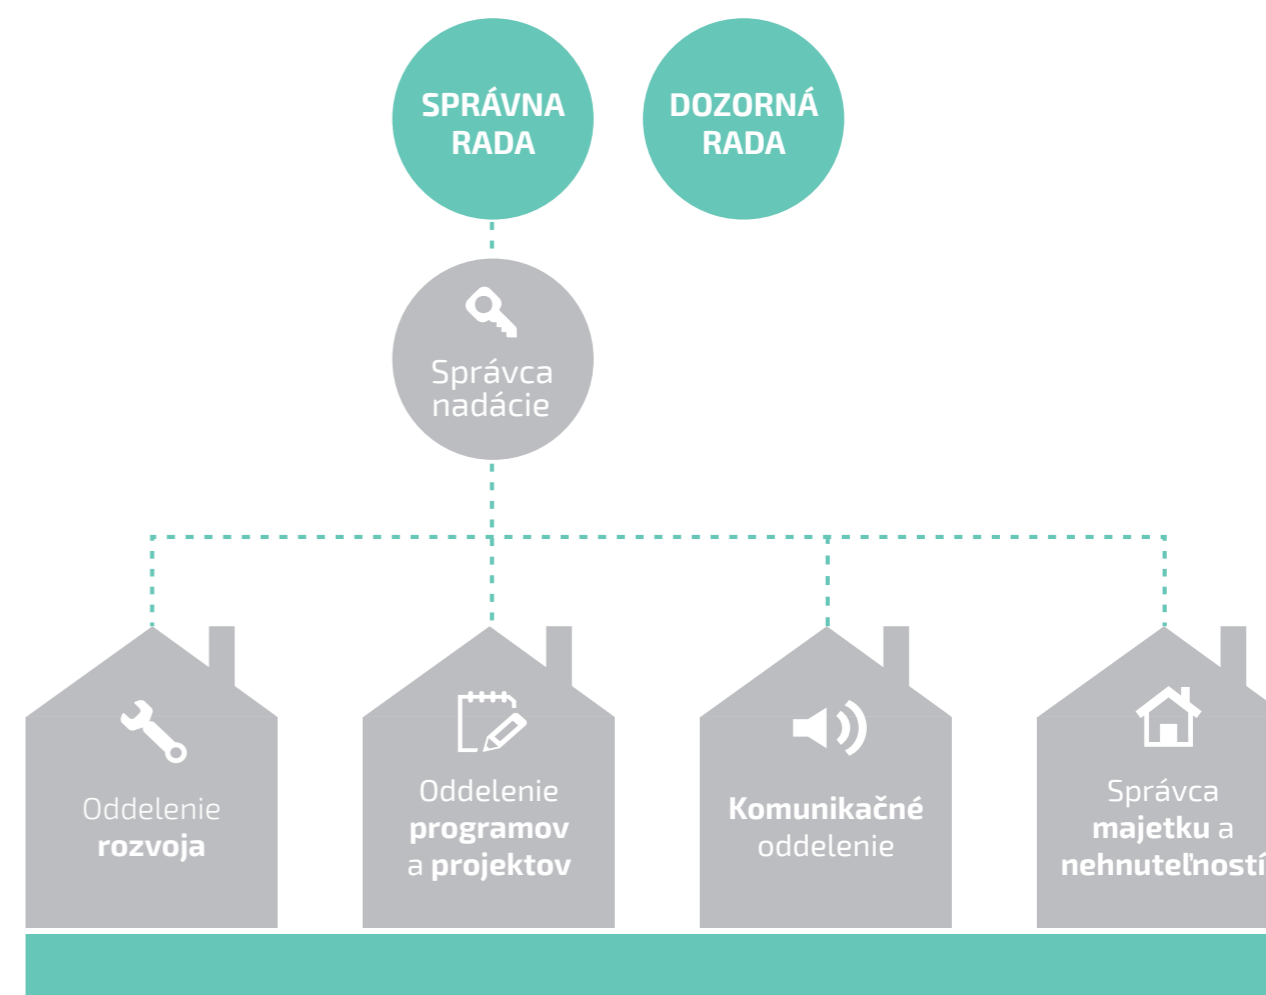 SPRÁVNA
RADA
DOZORNÁ
RADA
Správca
nadácie
Oddelenie
rozvoja
Oddelenie
programov
a projektov
Komunikačné
oddelenie
Správca
majetku a
nehnuteľností